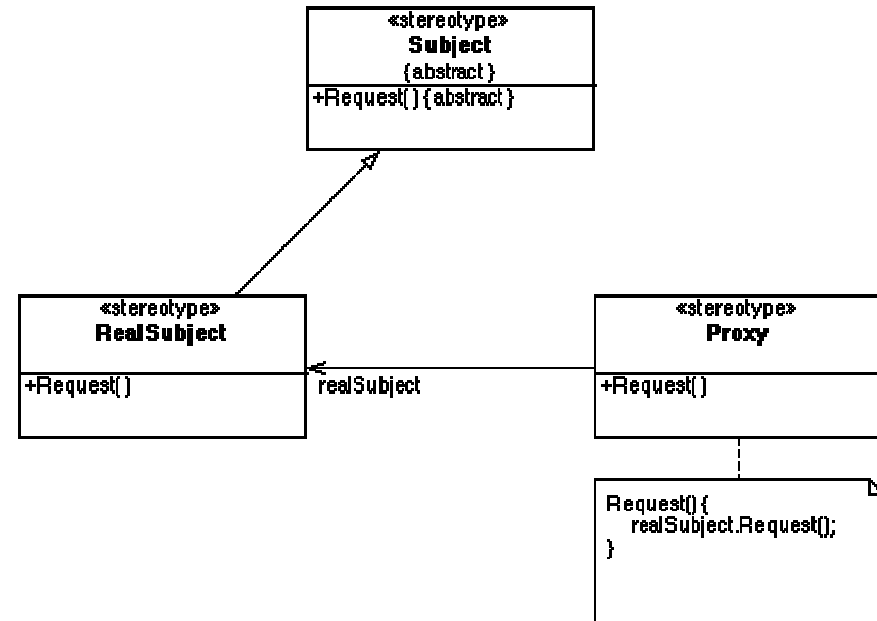 «stereotype»
Subject
{abstract}
+Request(){abstract}
«stereotype»
RealSubject
+Request()
realSubject
«stereotype»
Proxy
+Request()
Request(){
realSubject.Request();
}